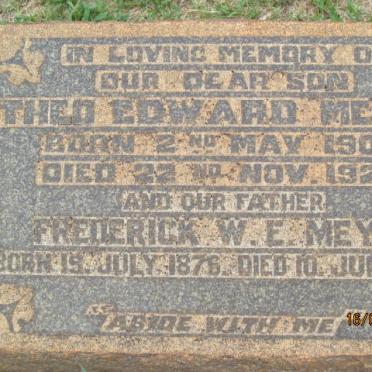 IN LOVING MEMORY O
OUR DEAR SON
THEO EDWARD ME
BORN 2ND MAY 190
DIED 22ND NOV 192
AND OUR FATHER
FREDERICK W. E. MEY
BORN 19. JULY 1876. DIED 10. JU
"ABIDE WITH ME
16/